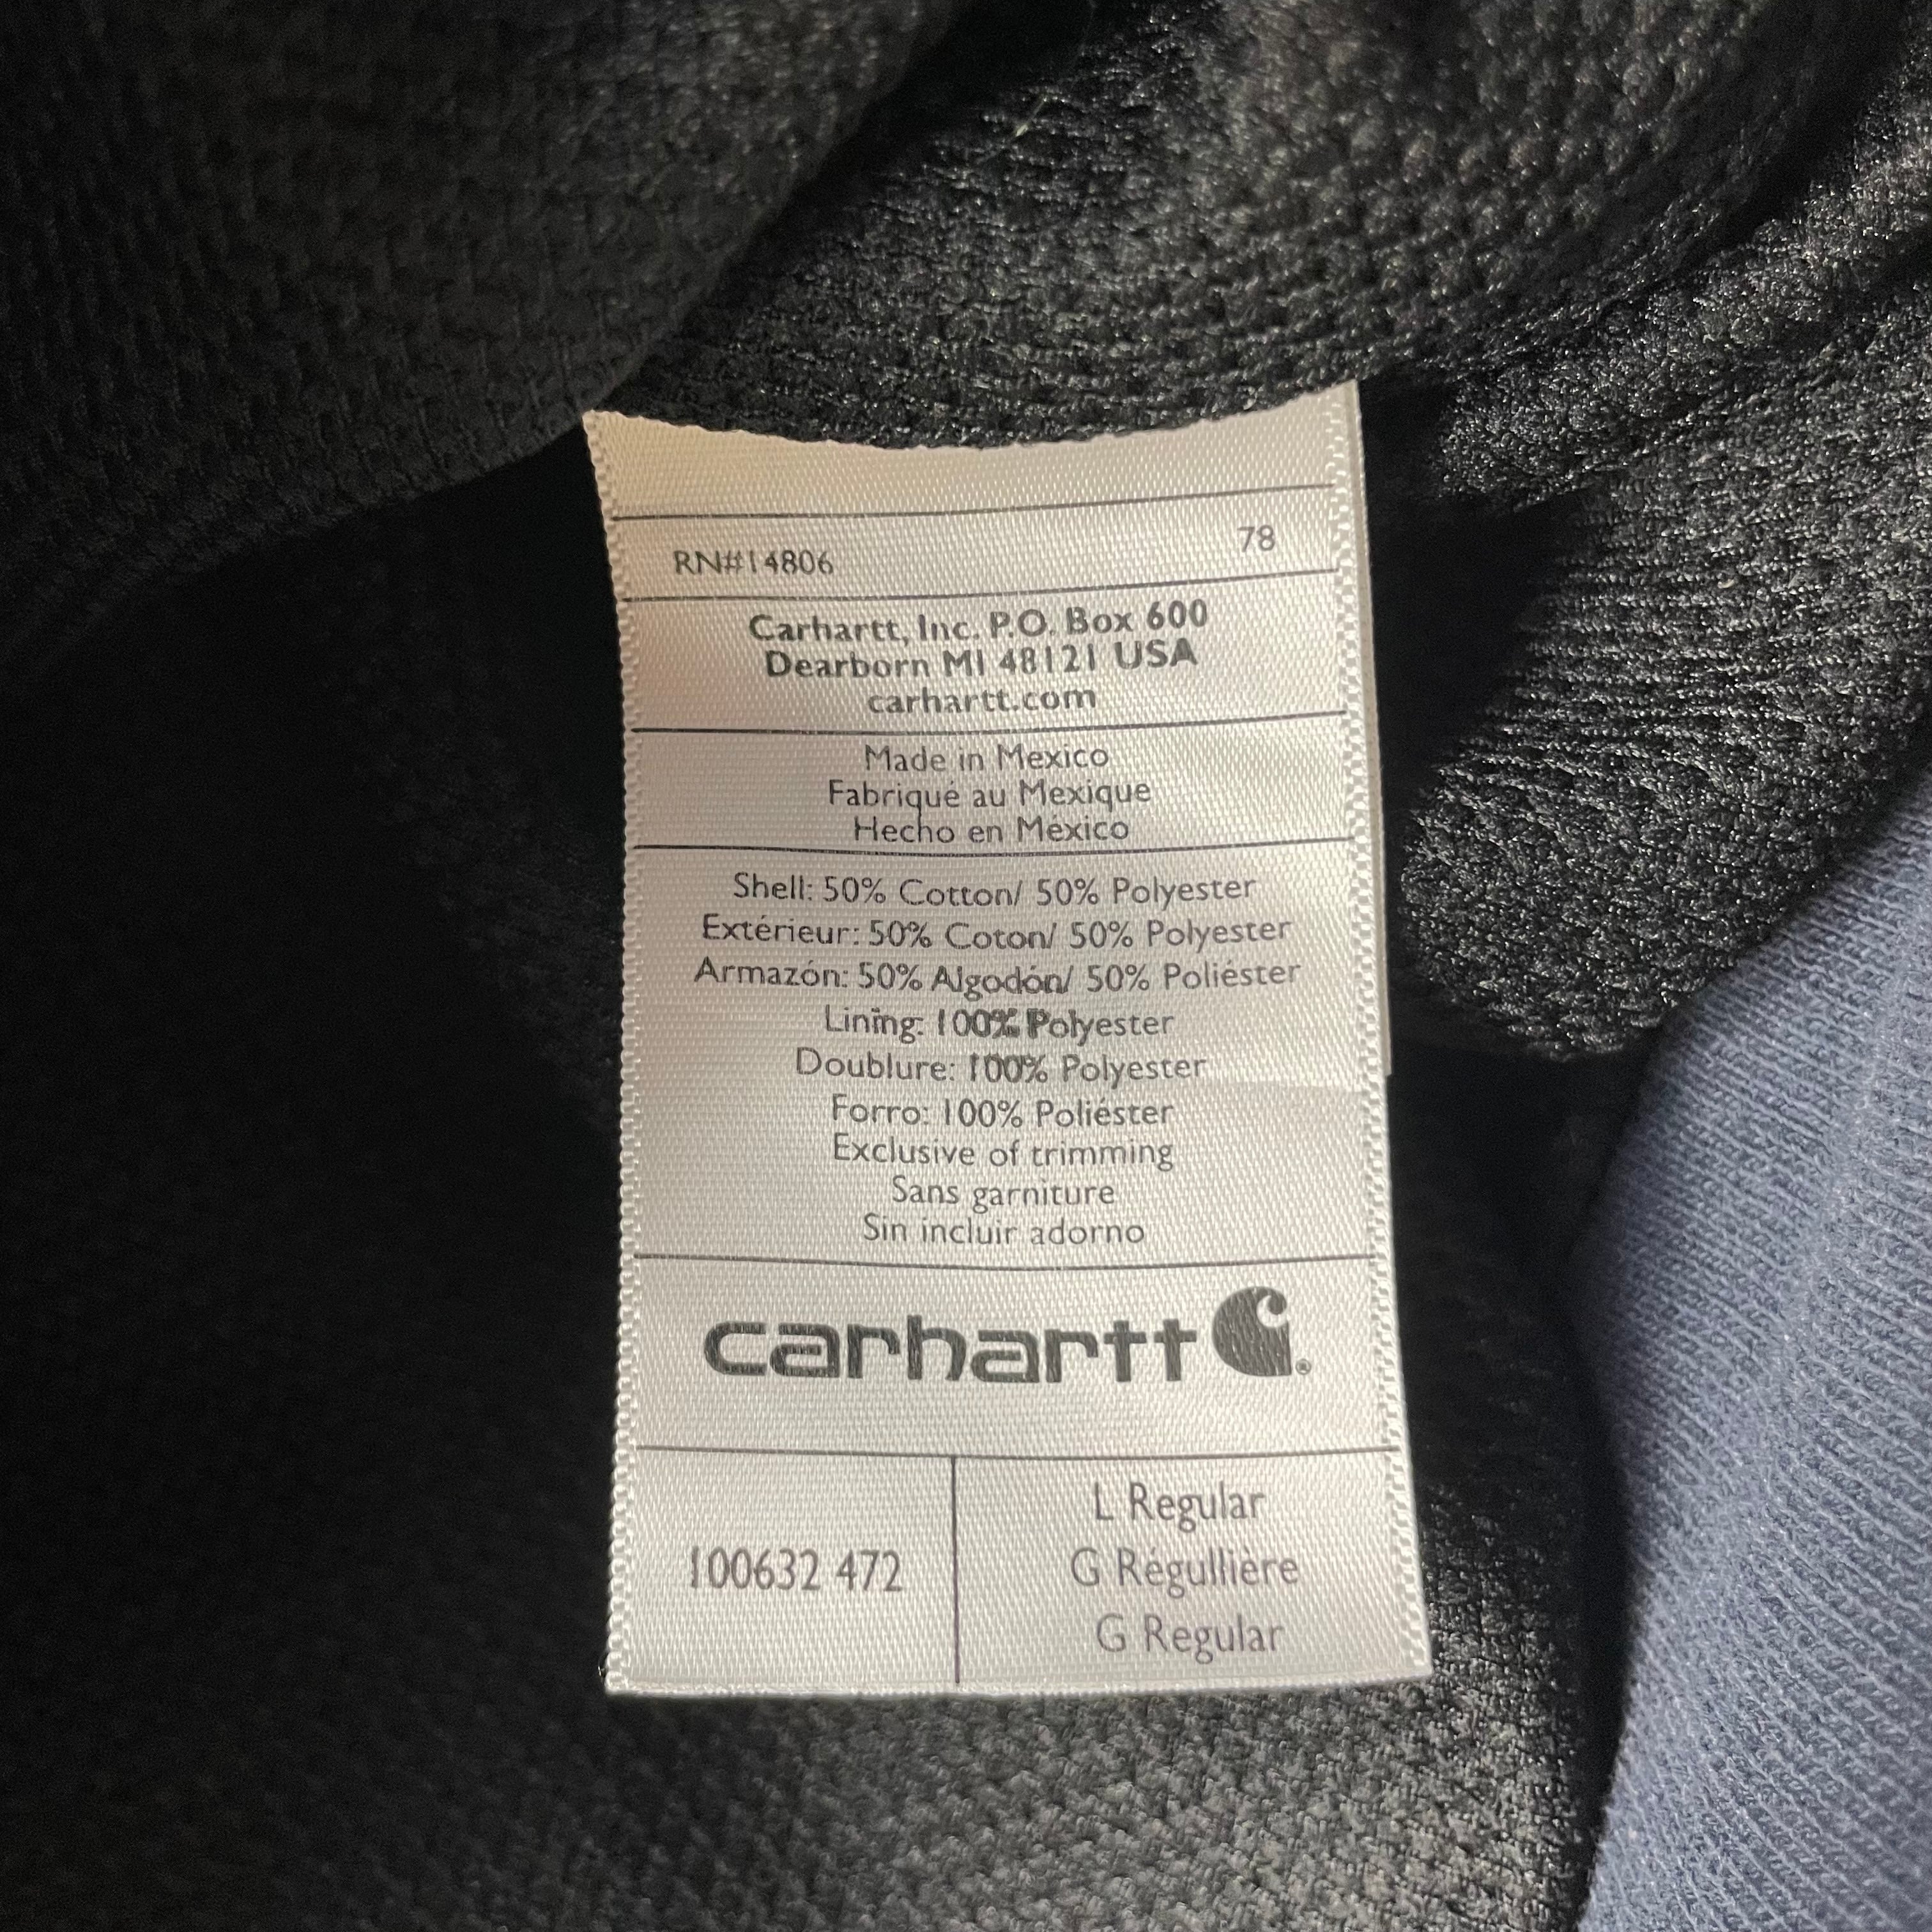 RN#14806 78
Carhartt, Inc. P.O. Box 600
Dearborn MI 48121 USA
carhartt.com
Made in Mexico
Fabriqué au Mexique
Hecho en México
Shell: 50% Cotton/ 50% Polyester
Extérieur: 50% Coton/ 50% Polyester
Armazón: 50% Algodón/ 50% Poliéster
Lining: 100% Polyester
Doublure: 100% Polyester
Forro: 100% Poliéster
Exclusive of trimming
Sans garniture
Sin incluir adorno
carhartt ®
100632 472
L Regular
G Régullière
G Regular